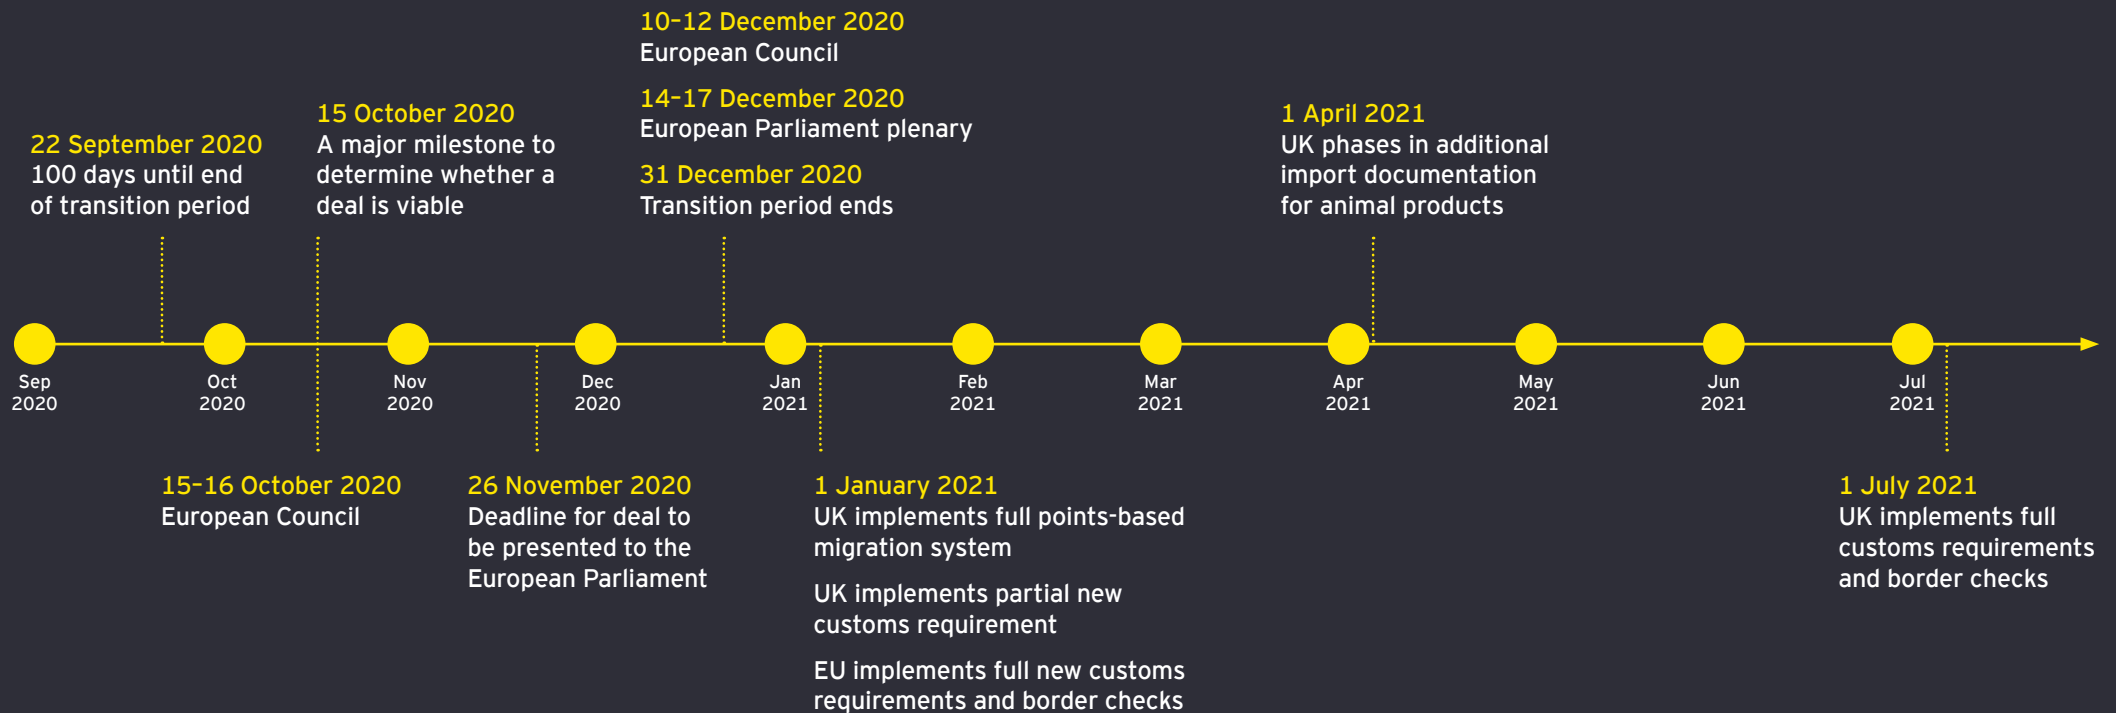 10–12 December 2020
European Council
14–17 December 2020
European Parliament plenary
31 December 2020
Transition period ends
22 September 2020
100 days until end
of transition period
15 October 2020
A major milestone to
determine whether a
deal is viable
1 April 2021
UK phases in additional
import documentation
for animal products
Sep
2020
Oct
2020
Nov
2020
Dec
2020
Jan
2021
Feb
2021
Mar
2021
Apr
2021
May
2021
Jun
2021
Jul
2021
15–16 October 2020
European Council
26 November 2020
Deadline for deal to
be presented to the
European Parliament
1 January 2021
UK implements full points-based
migration system
UK implements partial new
customs requirement
EU implements full new customs
requirements and border checks
1 July 2021
UK implements full
customs requirements
and border checks